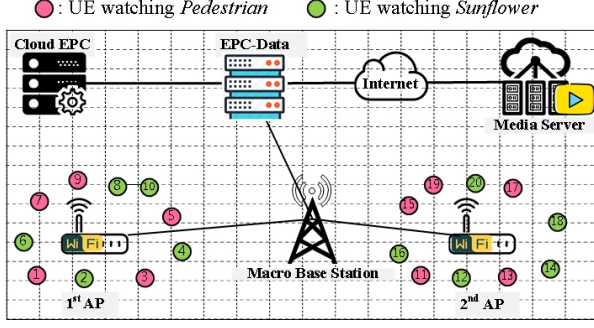 : UE watching Pedestrian : UE watching Sunflower
Cloud EPC EPC-Data
Internet
Media Server
9 8 10 19 20 17
7 5 15 18
6 Wi Fi 4 Wi Fi 16 14
1 2 3 Macro Base Station 11 12 13
1st AP 2nd AP